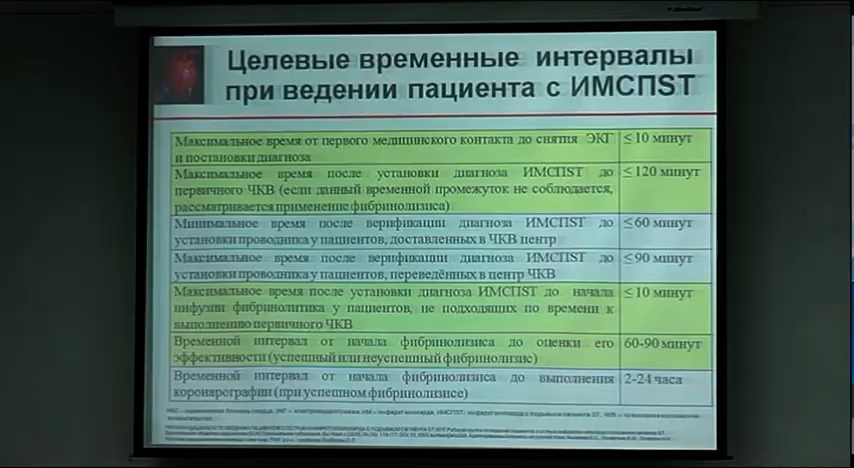 Целевые временные интервалы
при ведении пациента с ИМСПST
Максимальное время от первого медицинского контакта до снятия ЭКГ ≤ 10 минут
и постановки диагноза
Максимальное время после установки диагноза ИМСПST до ≤ 120 минут
первичного ЧКВ (если данный временной промежуток не соблюдается,
рассматривается применение фибринолизиса)
Минимальное время после верификации диагноза ИМСПST до ≤ 60 минут
установки проводника у пациентов, доставленных в ЧКВ центр
Максимальное время после верификации диагноза ИМСПST до ≤ 90 минут
установки проводника у пациентов, переведённых в центр ЧКВ
Максимальное время после установки диагноза ИМСПST до начала ≤ 10 минут
инфузии фибринолитика у пациентов, не подходящих по времени к
выполнению первичного ЧКВ
Временной интервал от начала фибринолизиса до оценки его 60-90 минут
эффективности (успешный или неуспешный фибринолизис)
Временной интервал от начала фибринолизиса до выполнения 2-24 часа
коронарографии (при успешном фибринолизисе)